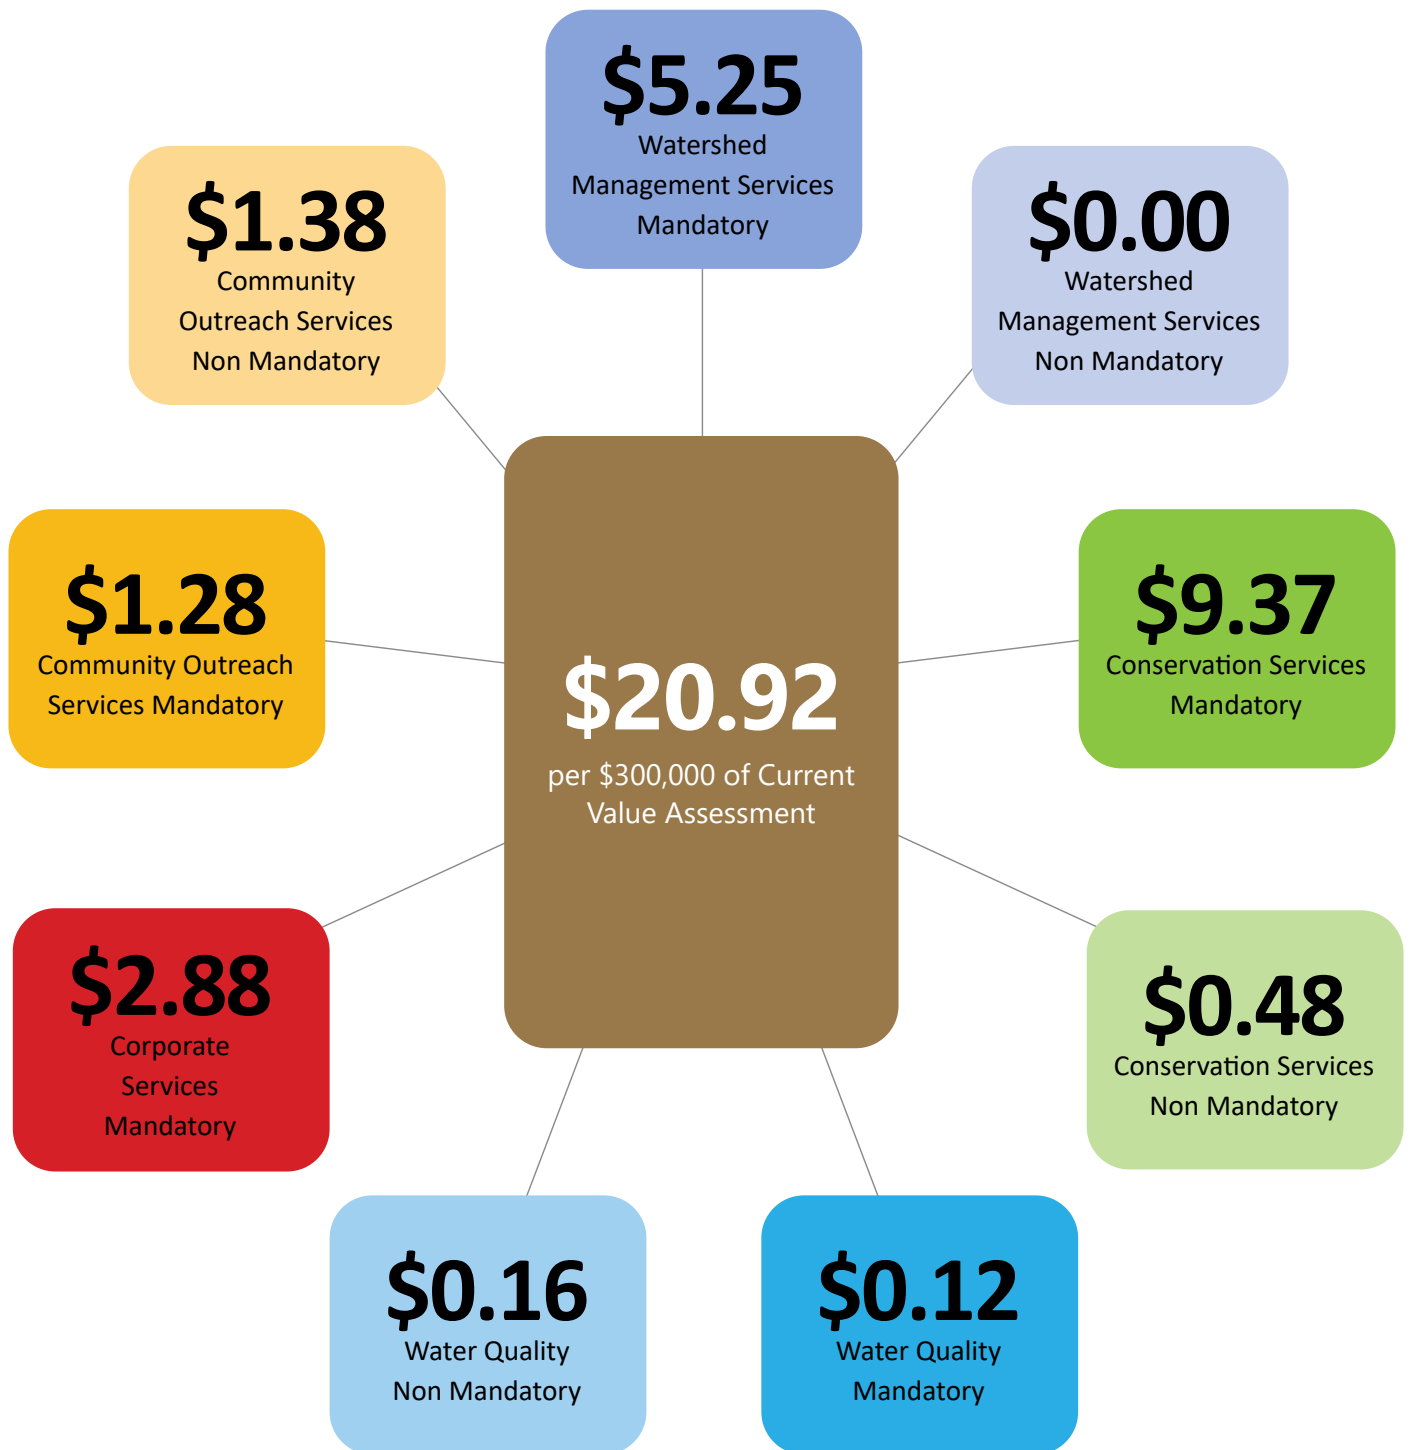 $5.25
Watershed
Management Services
Mandatory
$1.38
Community
Outreach Services
Non Mandatory
$0.00
Watershed
Management Services
Non Mandatory
$1.28
Community Outreach
Services Mandatory
$20.92
per $300,000 of Current
Value Assessment
$9.37
Conservation Services
Mandatory
$2.88
Corporate
Services
Mandatory
$0.48
Conservation Services
Non Mandatory
$0.16
Water Quality
Non Mandatory
$0.12
Water Quality
Mandatory